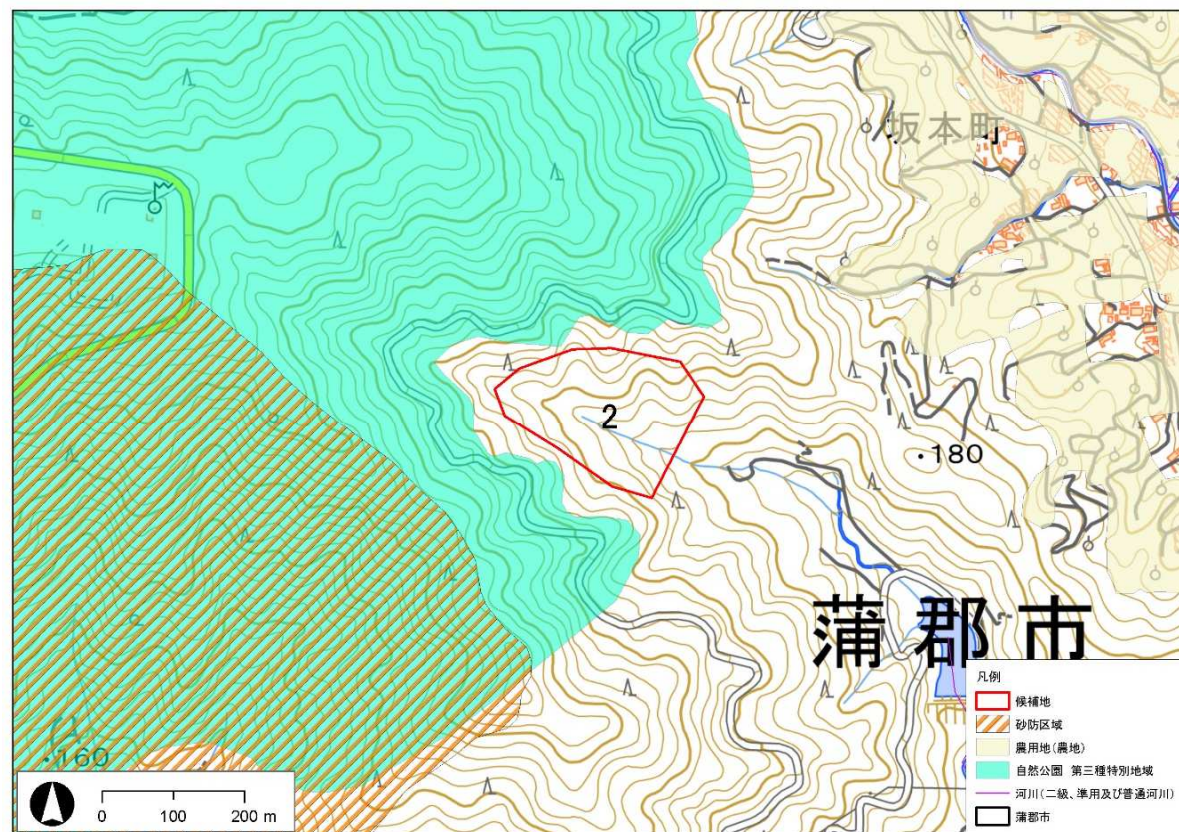 坂本町
2
・180
蒲郡市
・160
0 100 200 m
凡例
候補地
砂防区域
農用地(農地)
自然公園 第三種特別地域
河川(二級、準用及び普通河川)
蒲郡市